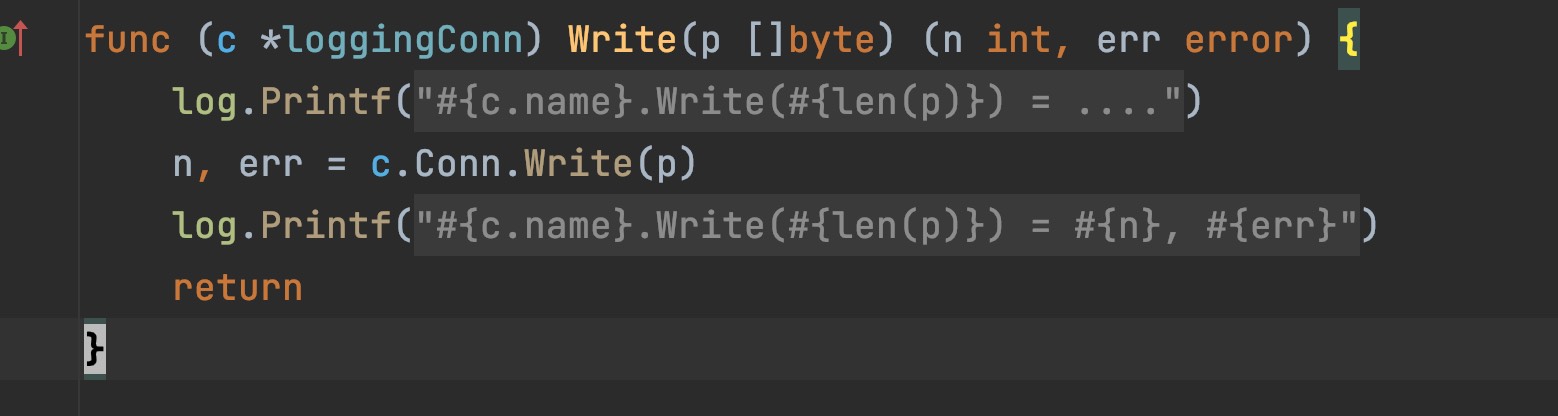 func (c *loggingConn) Write(p []byte) (n int, err error) {
    log.Printf("#{c.name}.Write(#{len(p)}) = ....")
    n, err = c.Conn.Write(p)
    log.Printf("#{c.name}.Write(#{len(p)}) = #{n}, #{err}")
    return
}